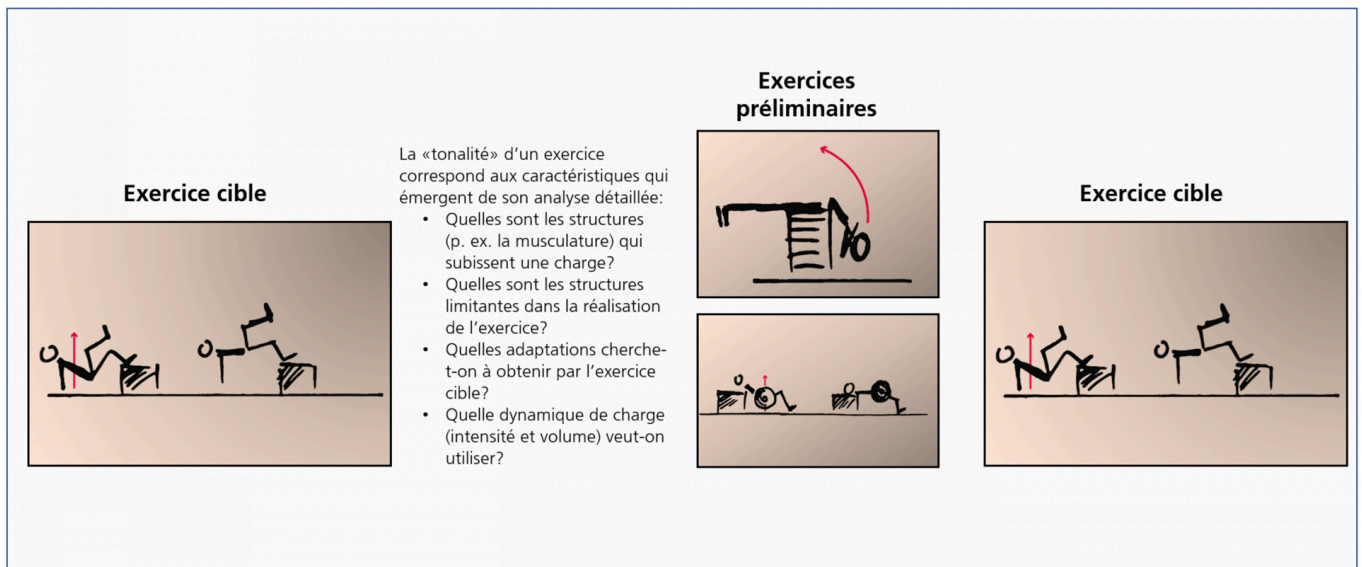 Exercice cible
La «tonalité» d'un exercice
correspond aux caractéristiques qui
émergent de son analyse détaillée:
• Quelles sont les structures
(p. ex. la musculature) qui
subissent une charge?
• Quelles sont les structures
limitantes dans la réalisation
de l'exercice?
• Quelles adaptations cherche-
t-on à obtenir par l'exercice
cible?
• Quelle dynamique de charge
(intensité et volume) veut-on
utiliser?
Exercices
préliminaires
Exercice cible